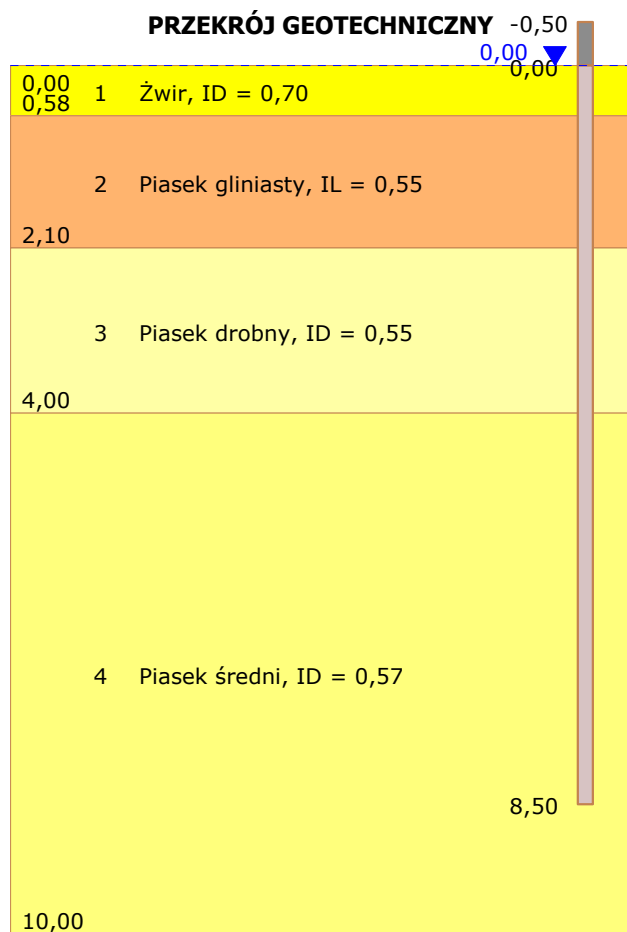 PRZEKRÓJ GEOTECHNICZNY -0,50
0,00
0,00
0,00
0,58 1 Żwir, ID = 0,70
2 Piasek gliniasty, IL = 0,55
2,10
3 Piasek drobny, ID = 0,55
4,00
4 Piasek średni, ID = 0,57
8,50
10,00